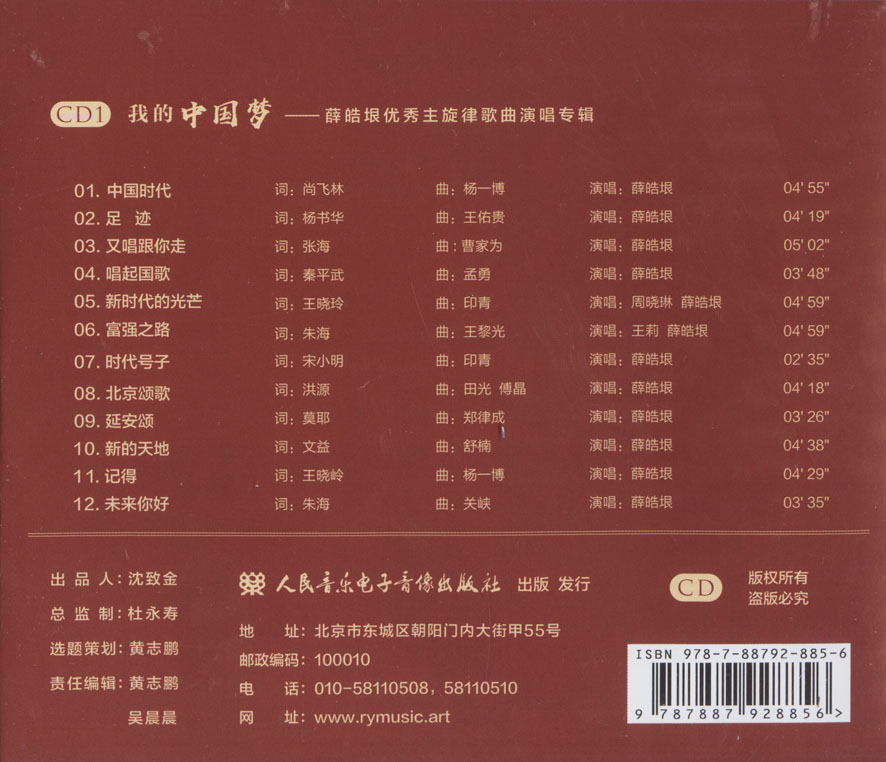 CD1 我的中国梦 ——薛皓垠优秀主旋律歌曲演唱专辑
01. 中国时代 词：尚飞林 曲：杨一博 演唱：薛皓垠 04' 55"
02. 足 迹 词：杨书华 曲：王佑贵 演唱：薛皓垠 04' 19"
03. 又唱跟你走 词：张海 曲：曹家为 演唱：薛皓垠 05' 02"
04. 唱起国歌 词：秦平武 曲：孟勇 演唱：薛皓垠 03' 48"
05. 新时代的光芒 词：王晓玲 曲：印青 演唱：周晓琳 薛皓垠 04' 59"
06. 富强之路 词：朱海 曲：王黎光 演唱：王莉 薛皓垠 04' 59"
07. 时代号子 词：宋小明 曲：印青 演唱：薛皓垠 02' 35"
08. 北京颂歌 词：洪源 曲：田光 傅晶 演唱：薛皓垠 04' 18"
09. 延安颂 词：莫耶 曲：郑律成 演唱：薛皓垠 03' 26"
10. 新的天地 词：文益 曲：舒楠 演唱：薛皓垠 04' 38"
11. 记得 词：王晓岭 曲：杨一博 演唱：薛皓垠 04' 29"
12. 未来你好 词：朱海 曲：关峡 演唱：薛皓垠 03' 35"
出品人：沈致金
总监制：杜永寿
选题策划：黄志鹏
责任编辑：黄志鹏
吴晨晨
人民音乐电子音像出版社 出版 发行
地 址：北京市东城区朝阳门内大街甲55号
邮政编码：100010
电 话：010-58110508，58110510
网 址：www.rymusic.art
CD
版权所有
盗版必究
ISBN 978-7-88792-885-6
9 787887 928856 >